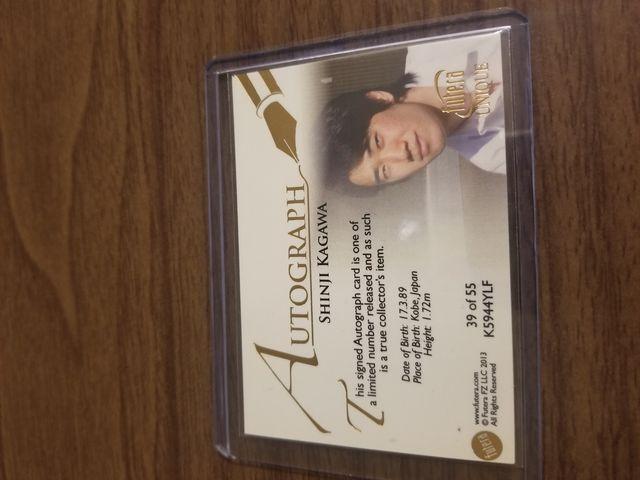 AUTOGRAPH
SHINJI KAGAWA
This signed Autograph card is one of
a limited number released and as such
is a true collector's item.
Date of Birth: 17.3.89
Place of Birth: Kobe, Japan
Height: 1.72m
39 of 55
K5944YLF
futera
www.futera.com
© Futera FZ LLC 2013
All Rights Reserved
futera
UNIQUE